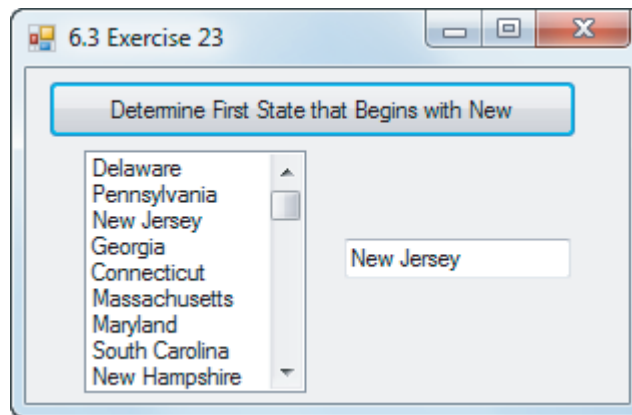 6.3 Exercise 23
Determine First State that Begins with New
Delaware
Pennsylvania
New Jersey
Georgia
Connecticut
Massachusetts
Maryland
South Carolina
New Hampshire
New Jersey